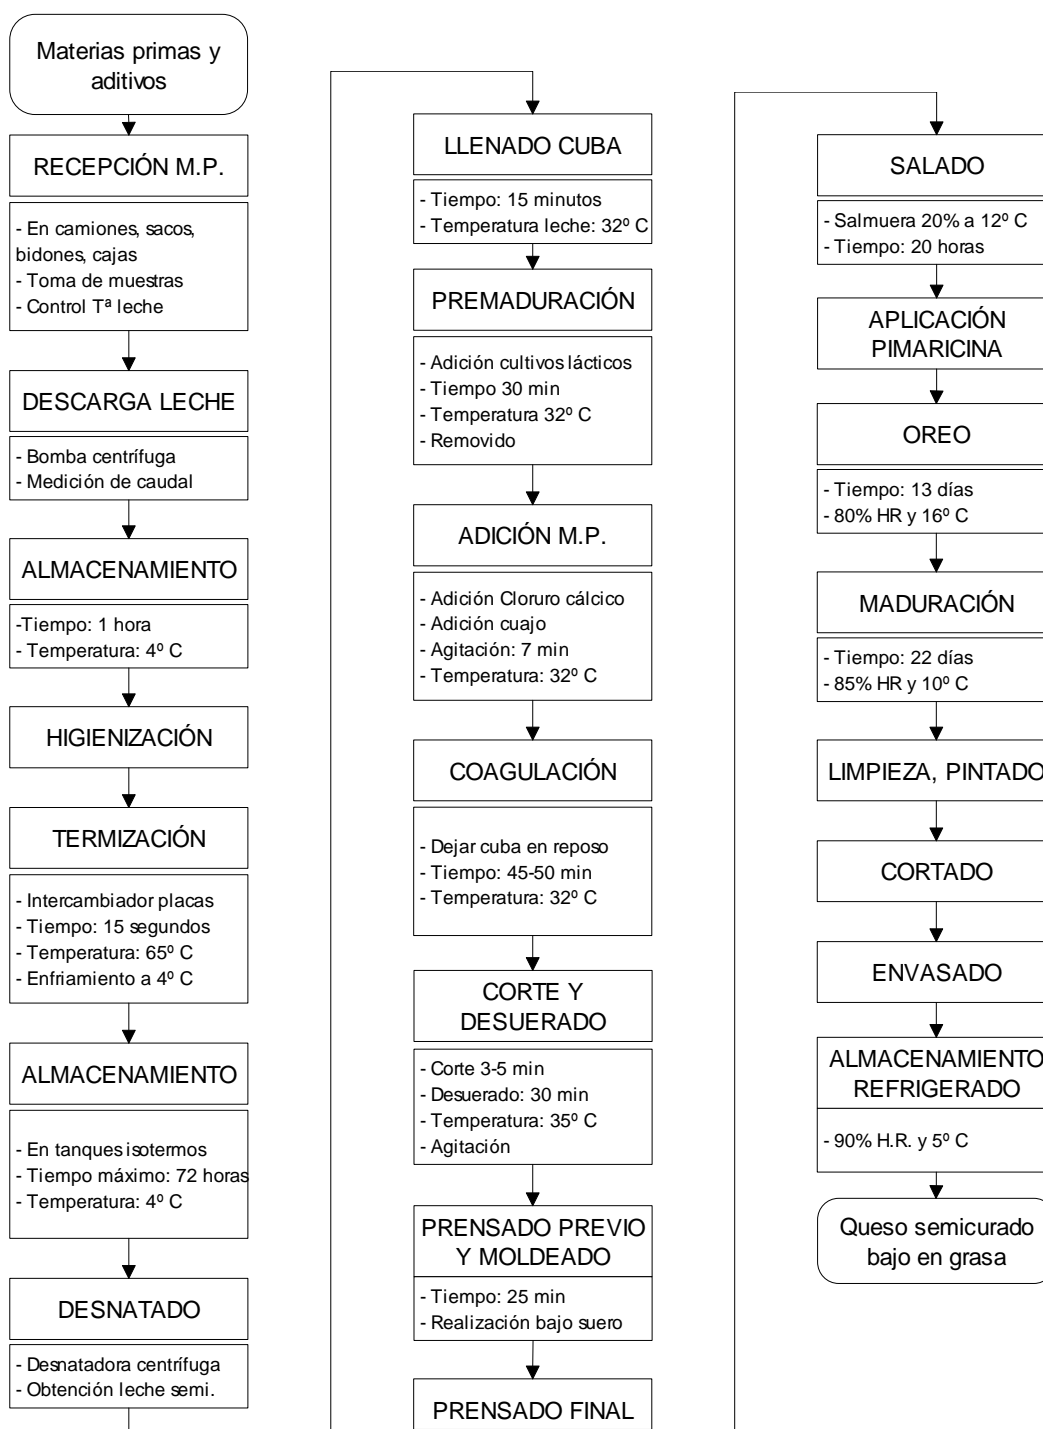 Materias primas y
aditivos
RECEPCIÓN M.P.
- En camiones, sacos,
bidones, cajas
- Toma de muestras
- Control Tª leche
DESCARGA LECHE
- Bomba centrífuga
- Medición de caudal
ALMACENAMIENTO
-Tiempo: 1 hora
- Temperatura: 4º C
HIGIENIZACIÓN
TERMIZACIÓN
- Intercambiador placas
- Tiempo: 15 segundos
- Temperatura: 65º C
- Enfriamiento a 4º C
ALMACENAMIENTO
- En tanques isotermos
- Tiempo máximo: 72 horas
- Temperatura: 4º C
DESNATADO
- Desnatadora centrífuga
- Obtención leche semi.
LLENADO CUBA
- Tiempo: 15 minutos
- Temperatura leche: 32º C
PREMADURACIÓN
- Adición cultivos lácticos
- Tiempo 30 min
- Temperatura 32º C
- Removido
ADICIÓN M.P.
- Adición Cloruro cálcico
- Adición cuajo
- Agitación: 7 min
- Temperatura: 32º C
COAGULACIÓN
- Dejar cuba en reposo
- Tiempo: 45-50 min
- Temperatura: 32º C
CORTE Y
DESUERADO
- Corte 3-5 min
- Desuerado: 30 min
- Temperatura: 35º C
- Agitación
PRENSADO PREVIO
Y MOLDEADO
- Tiempo: 25 min
- Realización bajo suero
PRENSADO FINAL
SALADO
- Salmuera 20% a 12º C
- Tiempo: 20 horas
APLICACIÓN
PIMARICINA
OREO
- Tiempo: 13 días
- 80% HR y 16º C
MADURACIÓN
- Tiempo: 22 días
- 85% HR y 10º C
LIMPIEZA, PINTADO
CORTADO
ENVASADO
ALMACENAMIENTO
REFRIGERADO
- 90% H.R. y 5º C
Queso semicurado
bajo en grasa